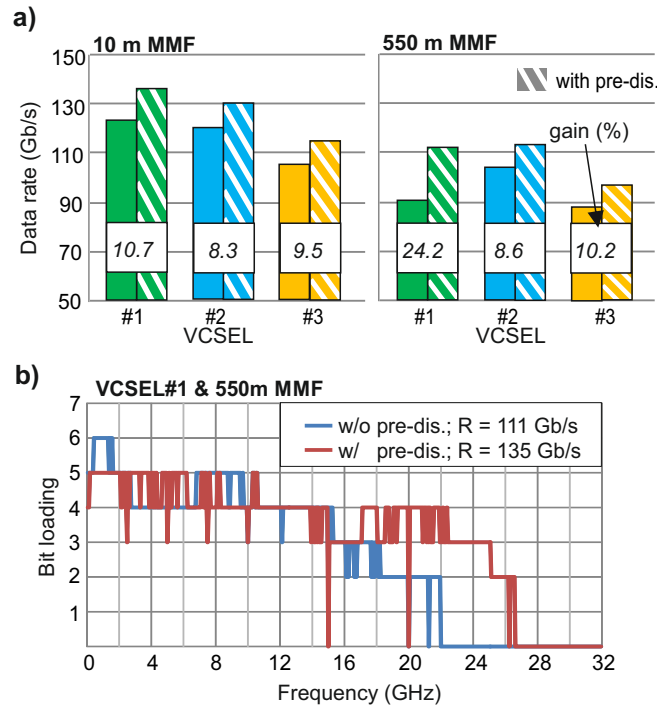 a)
10 m MMF
550 m MMF
with pre-dis.
gain (%)
Data rate (Gb/s)
150
130
110
90
70
50
10.7
8.3
9.5
24.2
8.6
10.2
#1
#2
#3
#1
#2
#3
VCSEL
VCSEL
b)
VCSEL#1 & 550m MMF
w/o pre-dis.; R = 111 Gb/s
w/ pre-dis.; R = 135 Gb/s
Bit loading
7
6
5
4
3
2
1
0
4
8
12
16
20
24
28
32
Frequency (GHz)